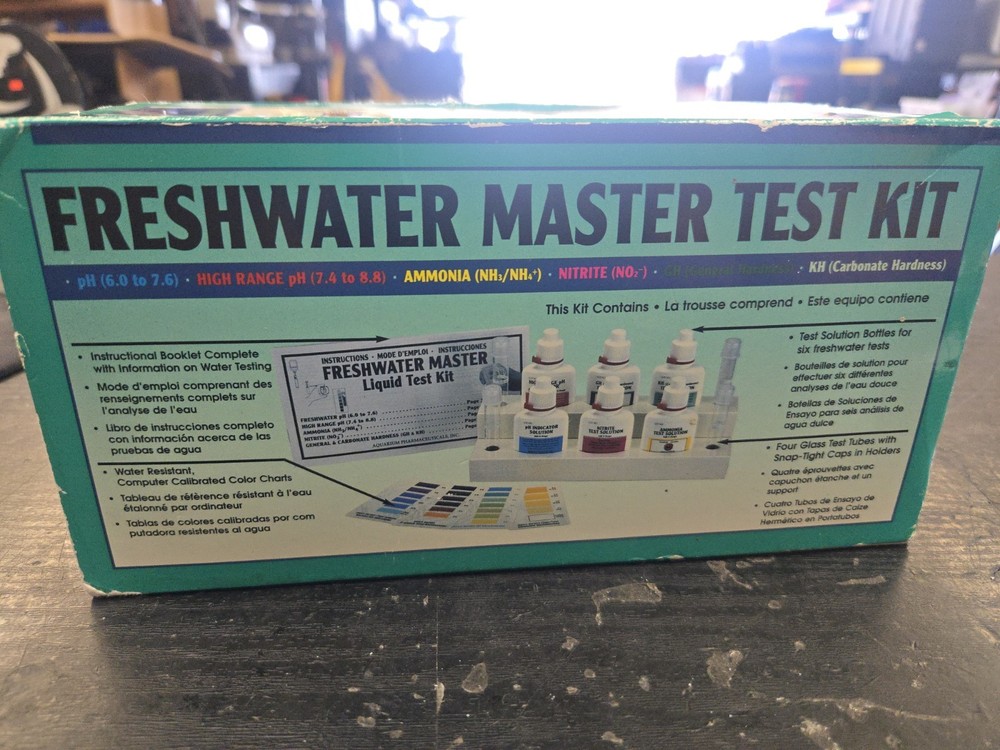 FRESHWATER MASTER TEST KIT
· pH (6.0 to 7.6) · HIGH RANGE pH (7.4 to 8.8) · AMMONIA (NH₃/NH₄⁺) · NITRITE (NO₂⁻) · GH (General Hardness) · KH (Carbonate Hardness)
This Kit Contains • La trousse comprend • Este equipo contiene
• Instructional Booklet Complete
with Information on Water Testing
• Mode d'emploi comprenant des
renseignements complets sur
l'analyse de l'eau
• Libro de instrucciones completo
con información acerca de las
pruebas de agua
• Water Resistant,
Computer Calibrated Color Charts
• Tableau de référence résistant à l'eau
étalonné par ordinateur
• Tablas de colores calibradas por com
putadora resistentes al agua
INSTRUCTIONS · MODE D'EMPLOI · INSTRUCCIONES
FRESHWATER MASTER
Liquid Test Kit
FRESHWATER pH (6.0 to 7.6) Page
HIGH RANGE pH (7.4 to 8.8) Page
AMMONIA (NH₃/NH₄⁺) Page
NITRITE (NO₂⁻) Page
GENERAL & CARBONATE HARDNESS (GH & KH)
AQUARIUM PHARMACEUTICALS, INC.
pH INDICATOR
SOLUTION
NITRITE
TEST SOLUTION
AMMONIA
TEST SOLUTION
• Test Solution Bottles for
six freshwater tests
• Bouteilles de solution pour
effectuer six différentes
analyses de l'eau douce
• Botellas de Soluciones de
Ensayo para seis análisis de
agua dulce
• Four Glass Test Tubes with
Snap-Tight Caps in Holders
• Quatre éprouvettes avec
capuchon étanche et un
support
• Cuatro Tubos de Ensayo de
Vidrio con Tapas de Calze
Hermético en Portatubos